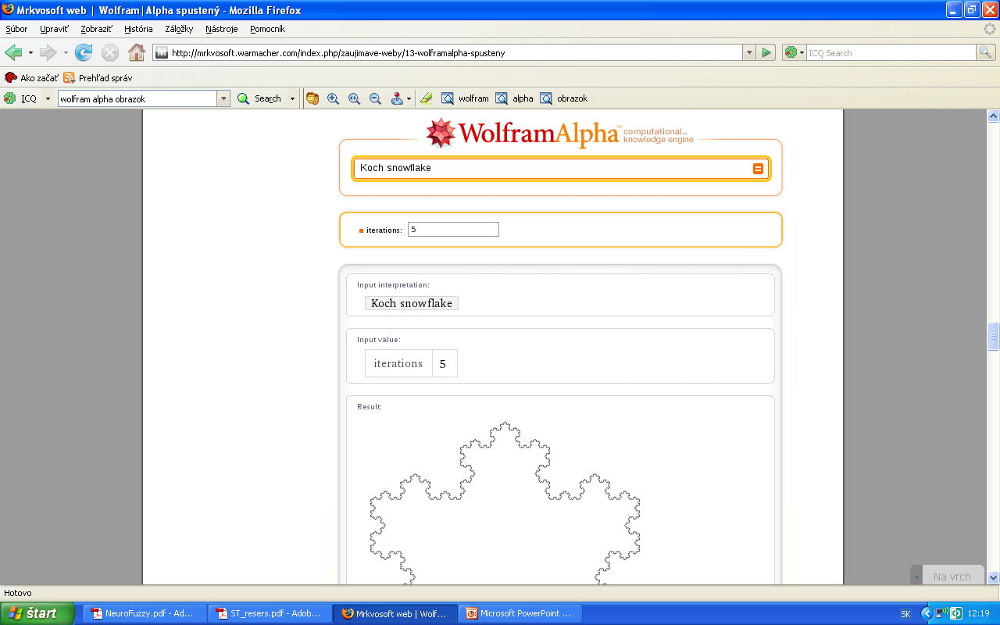 Mrkvosoft web | Wolfram|Alpha spustený - Mozilla Firefox
Súbor Upraviť Zobraziť História Záložky Nástroje Pomocník
http://mrkvosoft.warmacher.com/index.php/zaujimave-weby/13-wolframalpha-spusteny
ICQ Search
Ako začať Prehľad správ
ICQ wolfram alpha obrazok Search wolfram alpha obrazok
WolframAlpha™ computational...
knowledge engine
Koch snowflake
iterations: 5
Input interpretation:
Koch snowflake
Input value:
iterations 5
Result:
Na vrch
Hotovo
štart NeuroFuzzy.pdf - Ad... ST_resers.pdf - Adob... Mrkvosoft web | Wolf... Microsoft PowerPoint ... SK 12:19